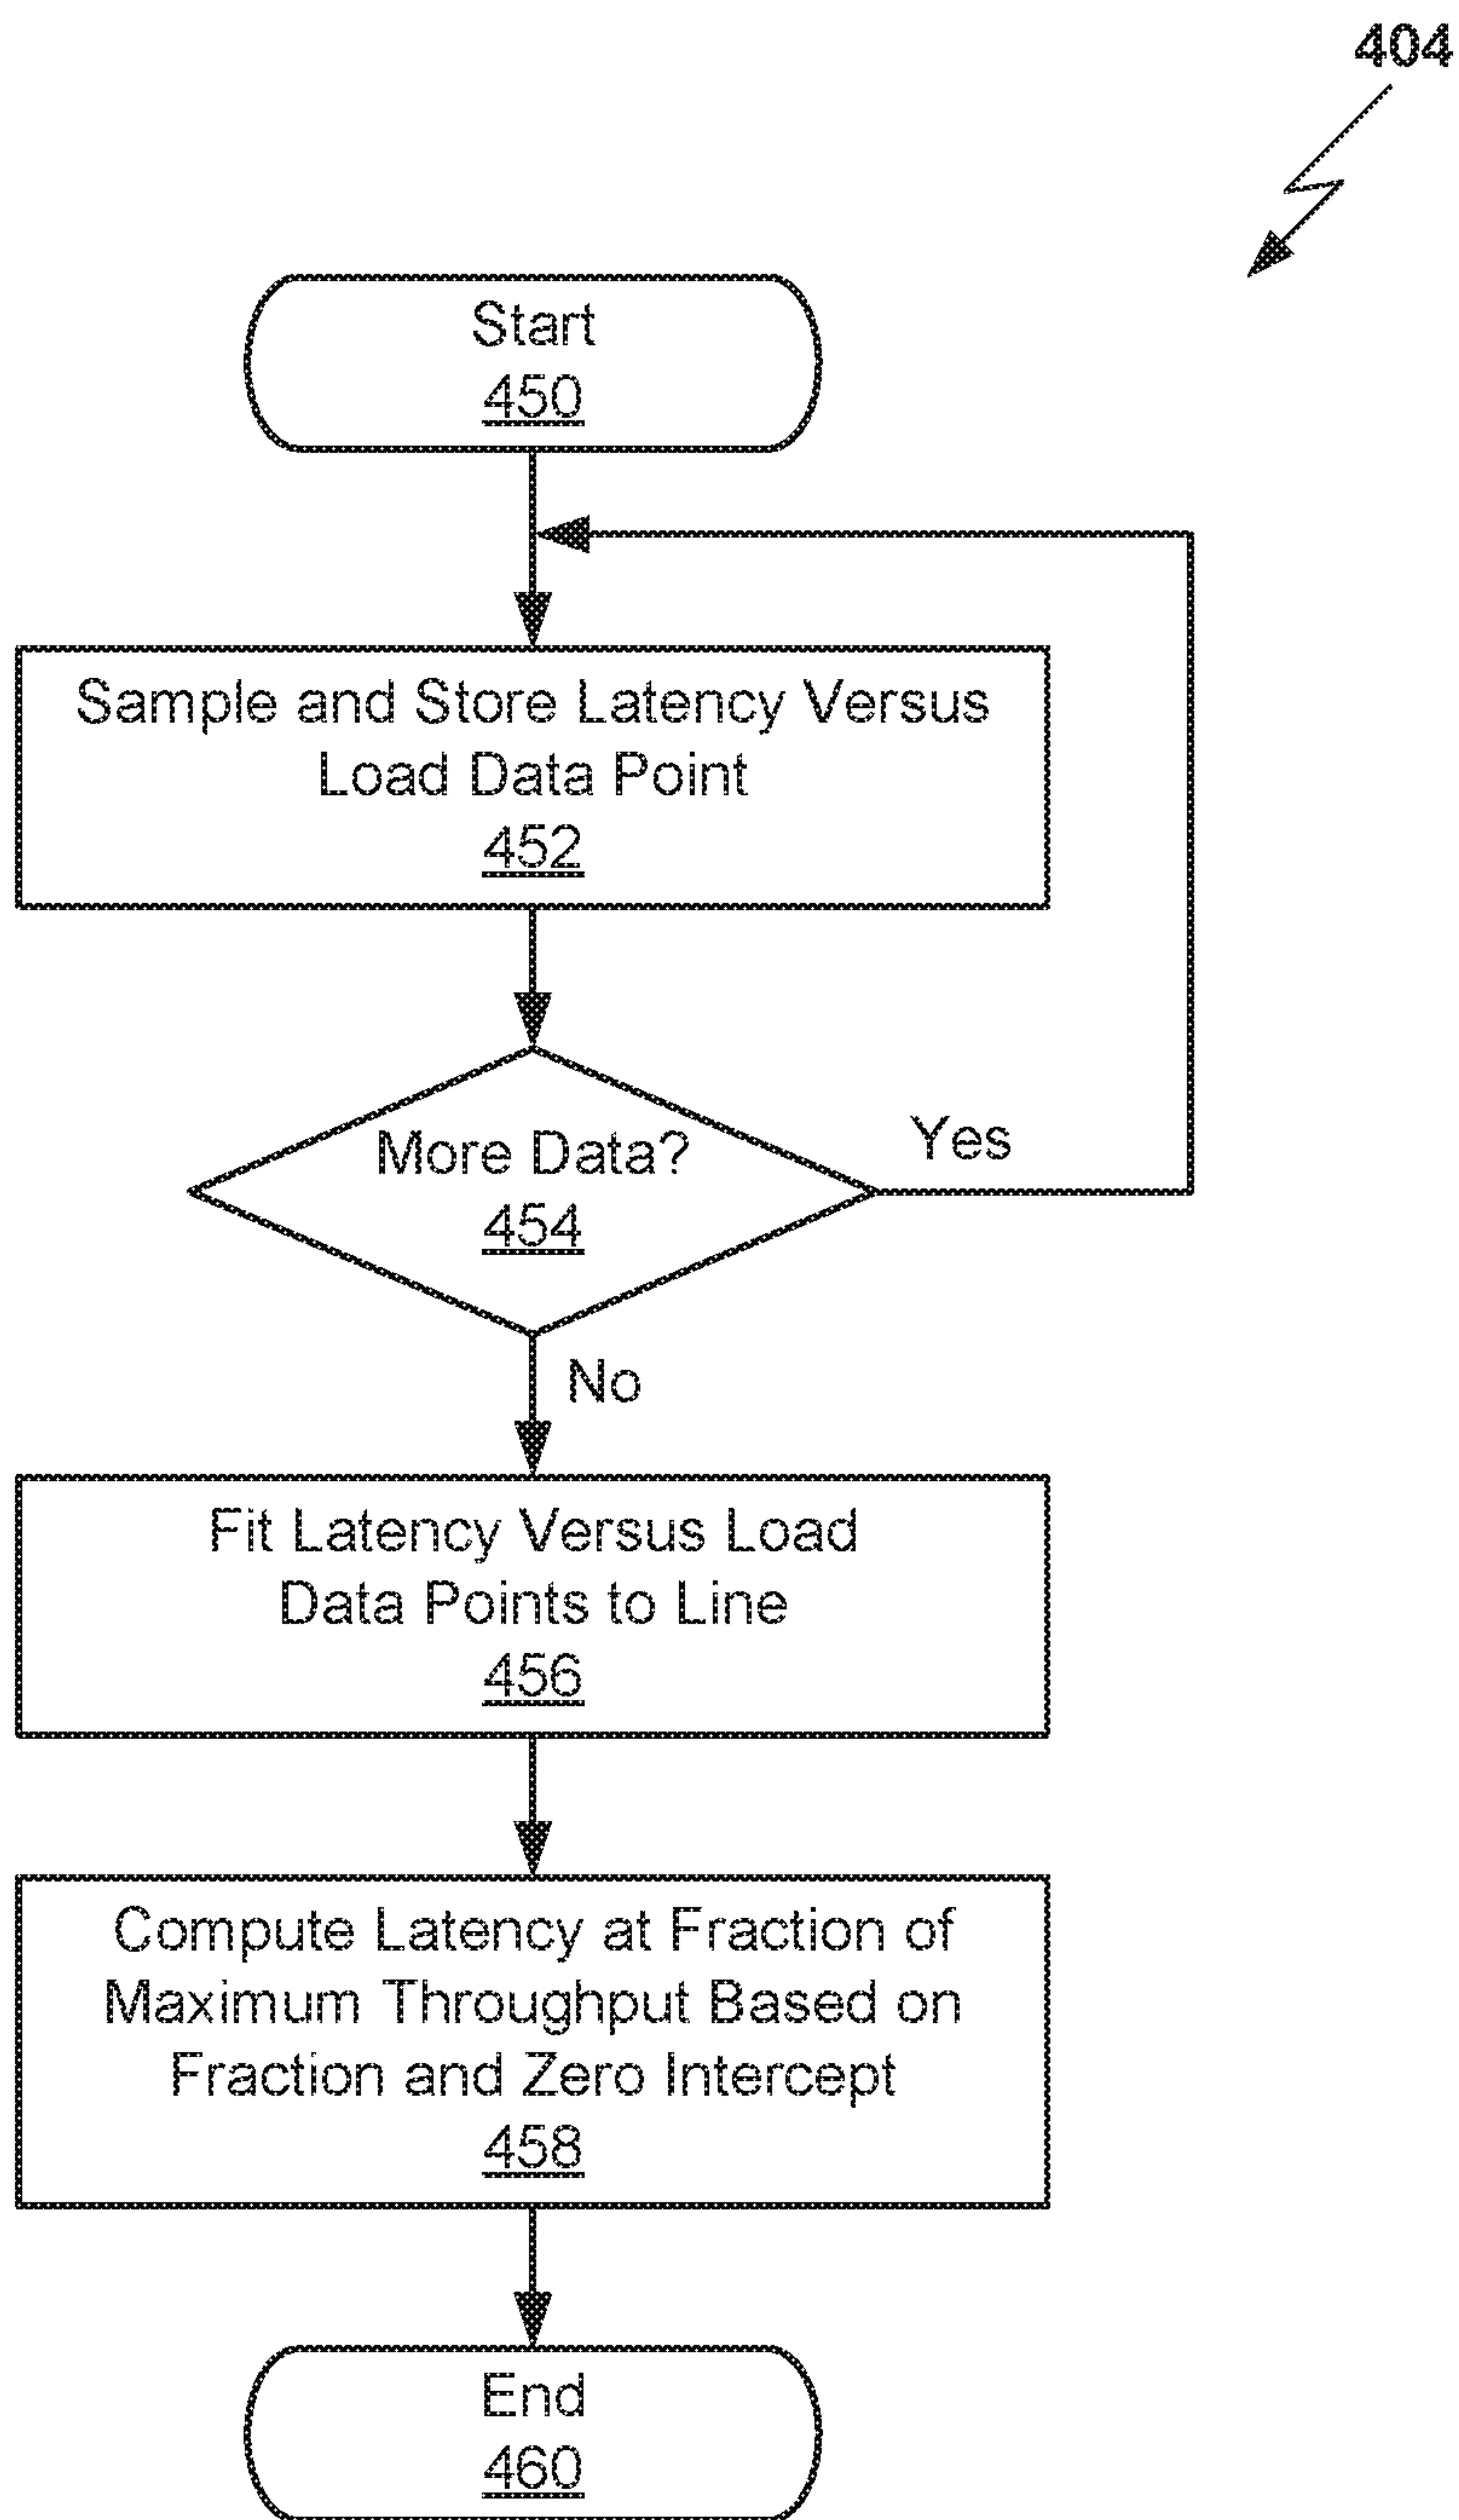 404
Start
450
Sample and Store Latency Versus
Load Data Point
452
More Data?
454
Yes
No
Fit Latency Versus Load
Data Points to Line
456
Compute Latency at Fraction of
Maximum Throughput Based on
Fraction and Zero Intercept
458
End
460